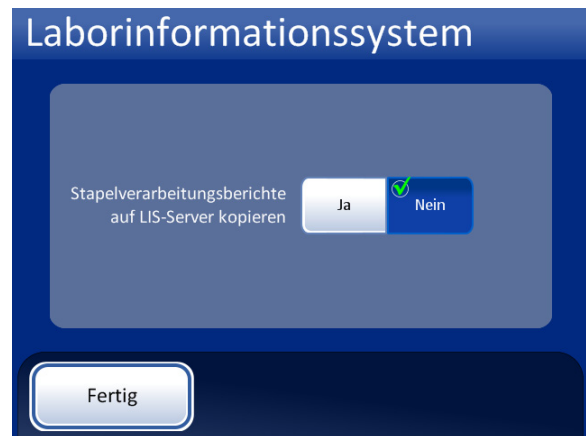 Laborinformationssystem
Stapelverarbeitungsberichte
auf LIS-Server kopieren
Ja
Nein
Fertig